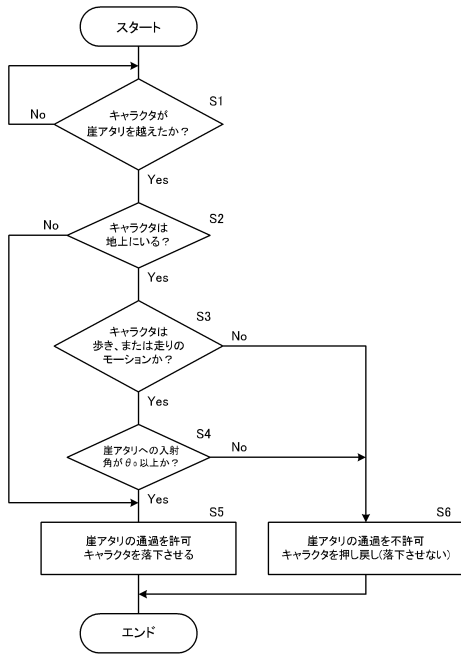 スタート
S1
キャラクタが
崖アタリを越えたか？
No
Yes
S2
キャラクタは
地上にいる？
No
Yes
S3
キャラクタは
歩き、または走りの
モーションか？
No
Yes
S4
崖アタリへの入射
角がθ₀以上か？
No
Yes
S5
崖アタリの通過を許可
キャラクタを落下させる
S6
崖アタリの通過を不許可
キャラクタを押し戻し(落下させない)
エンド